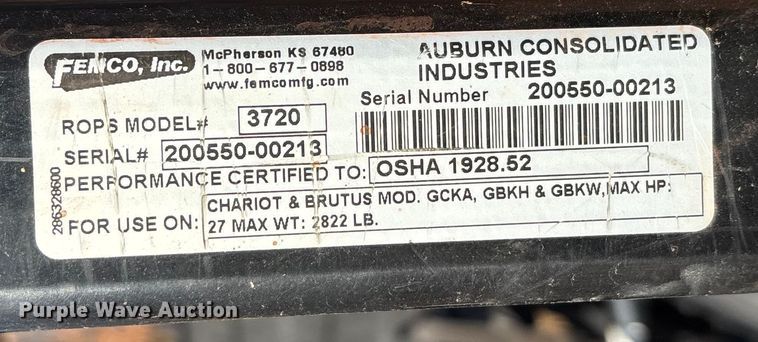 FEMCO, Inc.
McPherson KS 67460
1-800-677-0898
www.femcomfg.com
AUBURN CONSOLIDATED
INDUSTRIES
Serial Number 200550-00213
ROPS MODEL# 3720
SERIAL# 200550-00213
PERFORMANCE CERTIFIED TO: OSHA 1928.52
FOR USE ON: CHARIOT & BRUTUS MOD. GCKA, GBKH & GBKW,MAX HP:
27 MAX WT: 2822 LB.
286328600
Purple Wave Auction